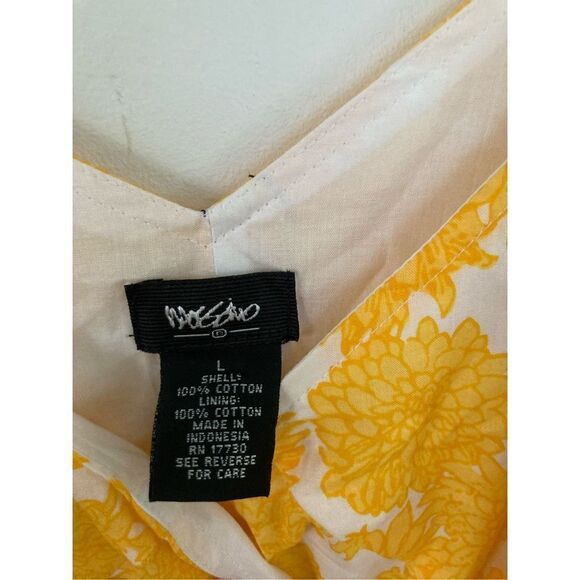 mossimo
L
SHELL:
100% COTTON
LINING:
100% COTTON
MADE IN
INDONESIA
RN 17730
SEE REVERSE
FOR CARE